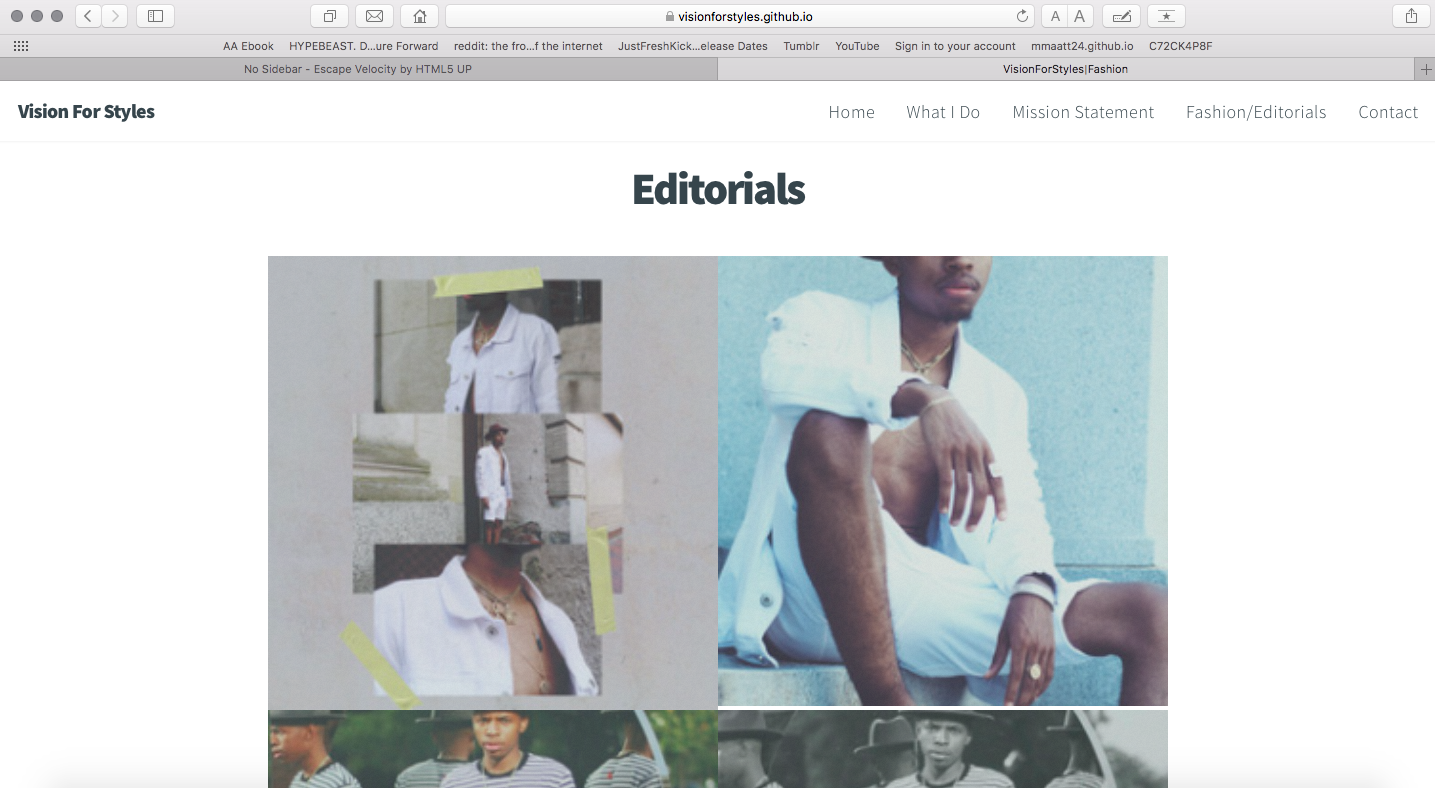 visionforstyles.github.io
A A
AA Ebook HYPEBEAST. D...ure Forward reddit: the fro...f the internet JustFreshKick...elease Dates Tumblr YouTube Sign in to your account mmaatt24.github.io C72CK4P8F
No Sidebar - Escape Velocity by HTML5 UP VisionForStyles|Fashion
Vision For Styles Home What I Do Mission Statement Fashion/Editorials Contact
Editorials